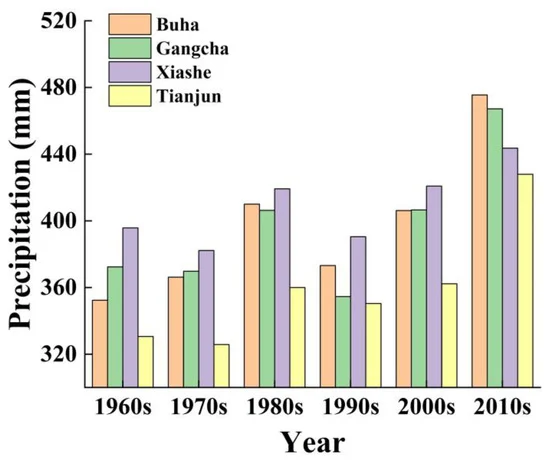 Precipitation (mm)
520
480
440
400
360
320
Buha
Gangcha
Xiashe
Tianjun
1960s 1970s 1980s 1990s 2000s 2010s
Year